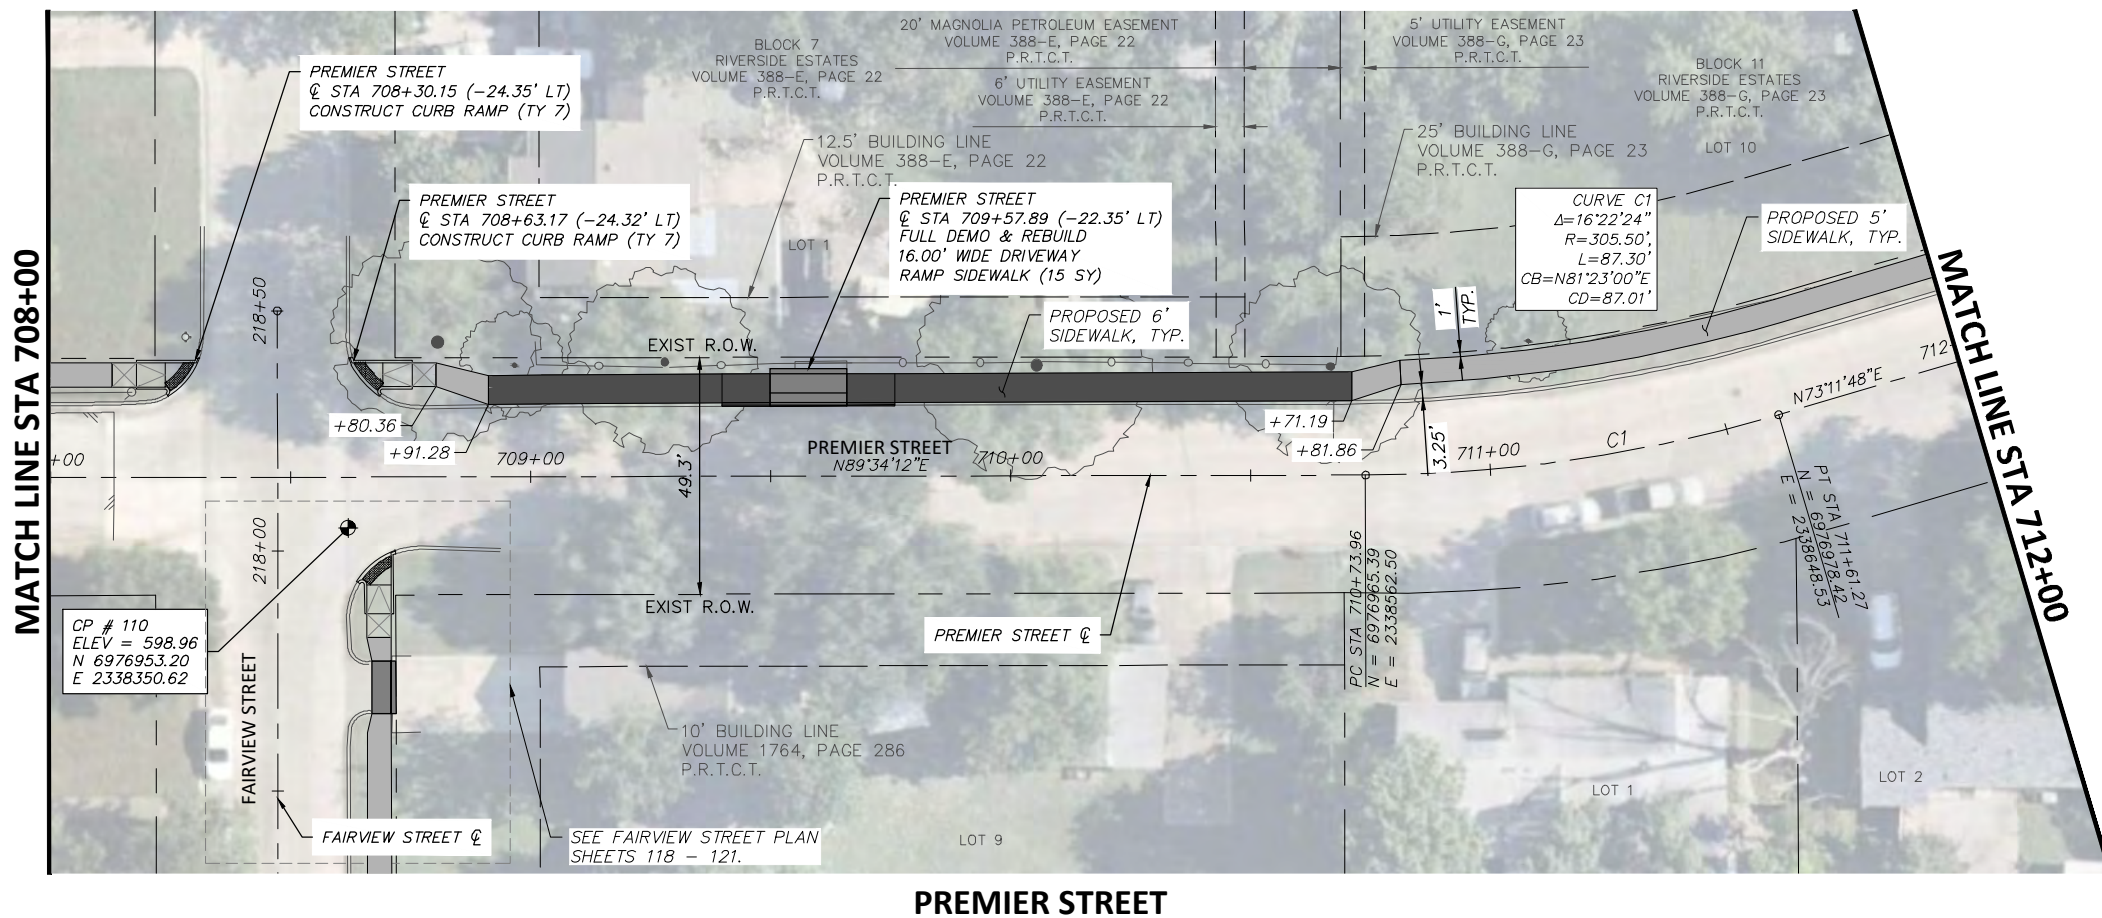 20' MAGNOLIA PETROLEUM EASEMENT
VOLUME 388-E, PAGE 22
P.R.T.C.T.
5' UTILITY EASEMENT
VOLUME 388-G, PAGE 23
P.R.T.C.T.
BLOCK 7
RIVERSIDE ESTATES
VOLUME 388-E, PAGE 22
P.R.T.C.T.
6' UTILITY EASEMENT
VOLUME 388-E, PAGE 22
P.R.T.C.T.
BLOCK 11
RIVERSIDE ESTATES
VOLUME 388-G, PAGE 23
P.R.T.C.T.
LOT 10
PREMIER STREET
℄ STA 708+30.15 (-24.35' LT)
CONSTRUCT CURB RAMP (TY 7)
12.5' BUILDING LINE
VOLUME 388-E, PAGE 22
P.R.T.C.T.
25' BUILDING LINE
VOLUME 388-G, PAGE 23
P.R.T.C.T.
PREMIER STREET
℄ STA 708+63.17 (-24.32' LT)
CONSTRUCT CURB RAMP (TY 7)
PREMIER STREET
℄ STA 709+57.89 (-22.35' LT)
FULL DEMO & REBUILD
16.00' WIDE DRIVEWAY
RAMP SIDEWALK (15 SY)
LOT 1
CURVE C1
Δ=16°22'24"
R=305.50',
L=87.30'
CB=N81°23'00"E
CD=87.01'
PROPOSED 5'
SIDEWALK, TYP.
MATCH LINE STA 708+00
218+50
EXIST R.O.W.
PROPOSED 6'
SIDEWALK, TYP.
1'
TYP.
MATCH LINE STA 712+00
712+
N73°11'48"E
+80.36
+91.28
+71.19
+81.86
3.25'
+00
709+00
PREMIER STREET
N89°34'12"E
710+00
711+00
C1
49.3'
218+00
PC STA 710+73.96
N = 6976965.39
E = 2338562.50
PT STA 711+61.27
N = 6976978.42
E = 2338648.53
EXIST R.O.W.
CP # 110
ELEV = 598.96
N 6976953.20
E 2338350.62
PREMIER STREET ℄
FAIRVIEW STREET
10' BUILDING LINE
VOLUME 1764, PAGE 286
P.R.T.C.T.
LOT 1
LOT 2
FAIRVIEW STREET ℄
SEE FAIRVIEW STREET PLAN
SHEETS 118 - 121.
LOT 9
PREMIER STREET